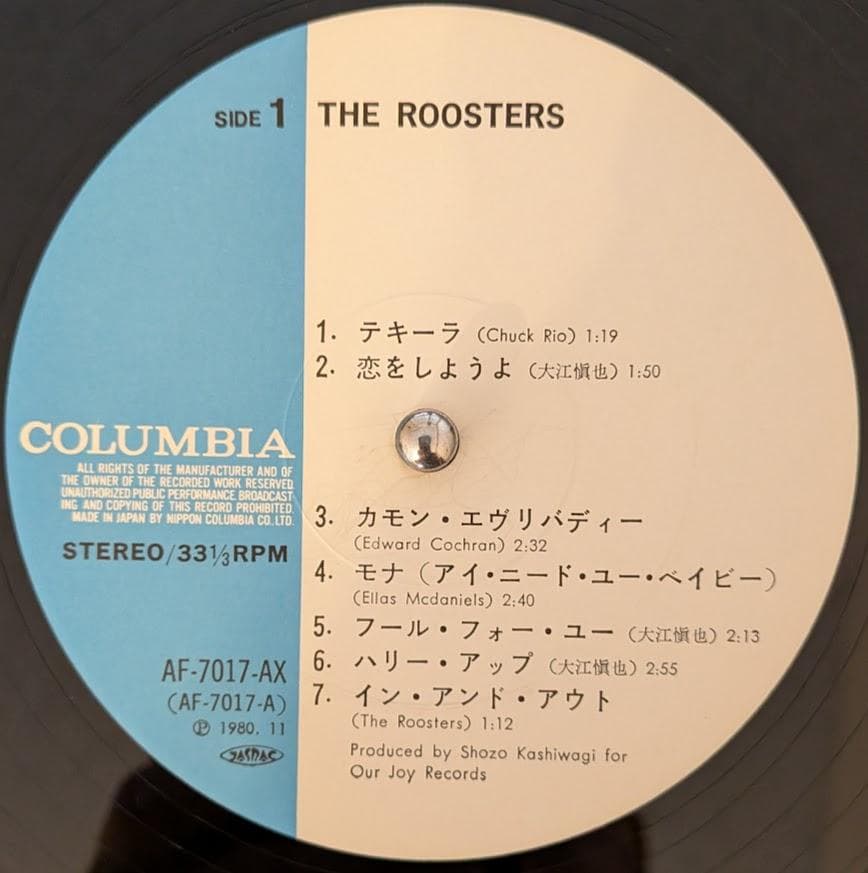 SIDE 1 THE ROOSTERS
1. テキーラ (Chuck Rio) 1:19
2. 恋をしようよ (大江愼也) 1:50
COLUMBIA
ALL RIGHTS OF THE MANUFACTURER AND OF
THE OWNER OF THE RECORDED WORK RESERVED
UNAUTHORIZED PUBLIC PERFORMANCE BROADCAST
ING AND COPYING OF THIS RECORD PROHIBITED
MADE IN JAPAN BY NIPPON COLUMBIA CO. LTD.
STEREO/33⅓RPM
3. カモン・エヴリバディー
(Edward Cochran) 2:32
4. モナ (アイ・ニード・ユー・ベイビー)
(Ellas Mcdaniels) 2:40
5. フール・フォー・ユー (大江愼也) 2:13
6. ハリー・アップ (大江愼也) 2:55
7. イン・アンド・アウト
(The Roosters) 1:12
AF-7017-AX
(AF-7017-A)
℗ 1980. 11
JASRAC
Produced by Shozo Kashiwagi for
Our Joy Records